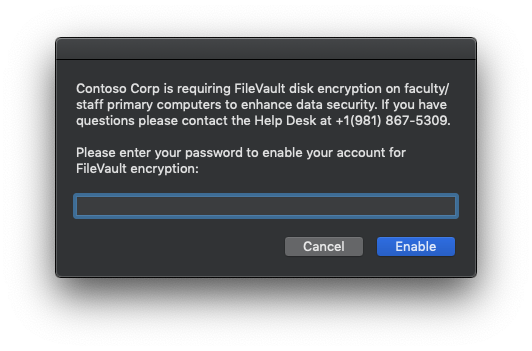 Contoso Corp is requiring FileVault disk encryption on faculty/
staff primary computers to enhance data security. If you have
questions please contact the Help Desk at +1(981) 867-5309.
Please enter your password to enable your account for
FileVault encryption:
Cancel
Enable